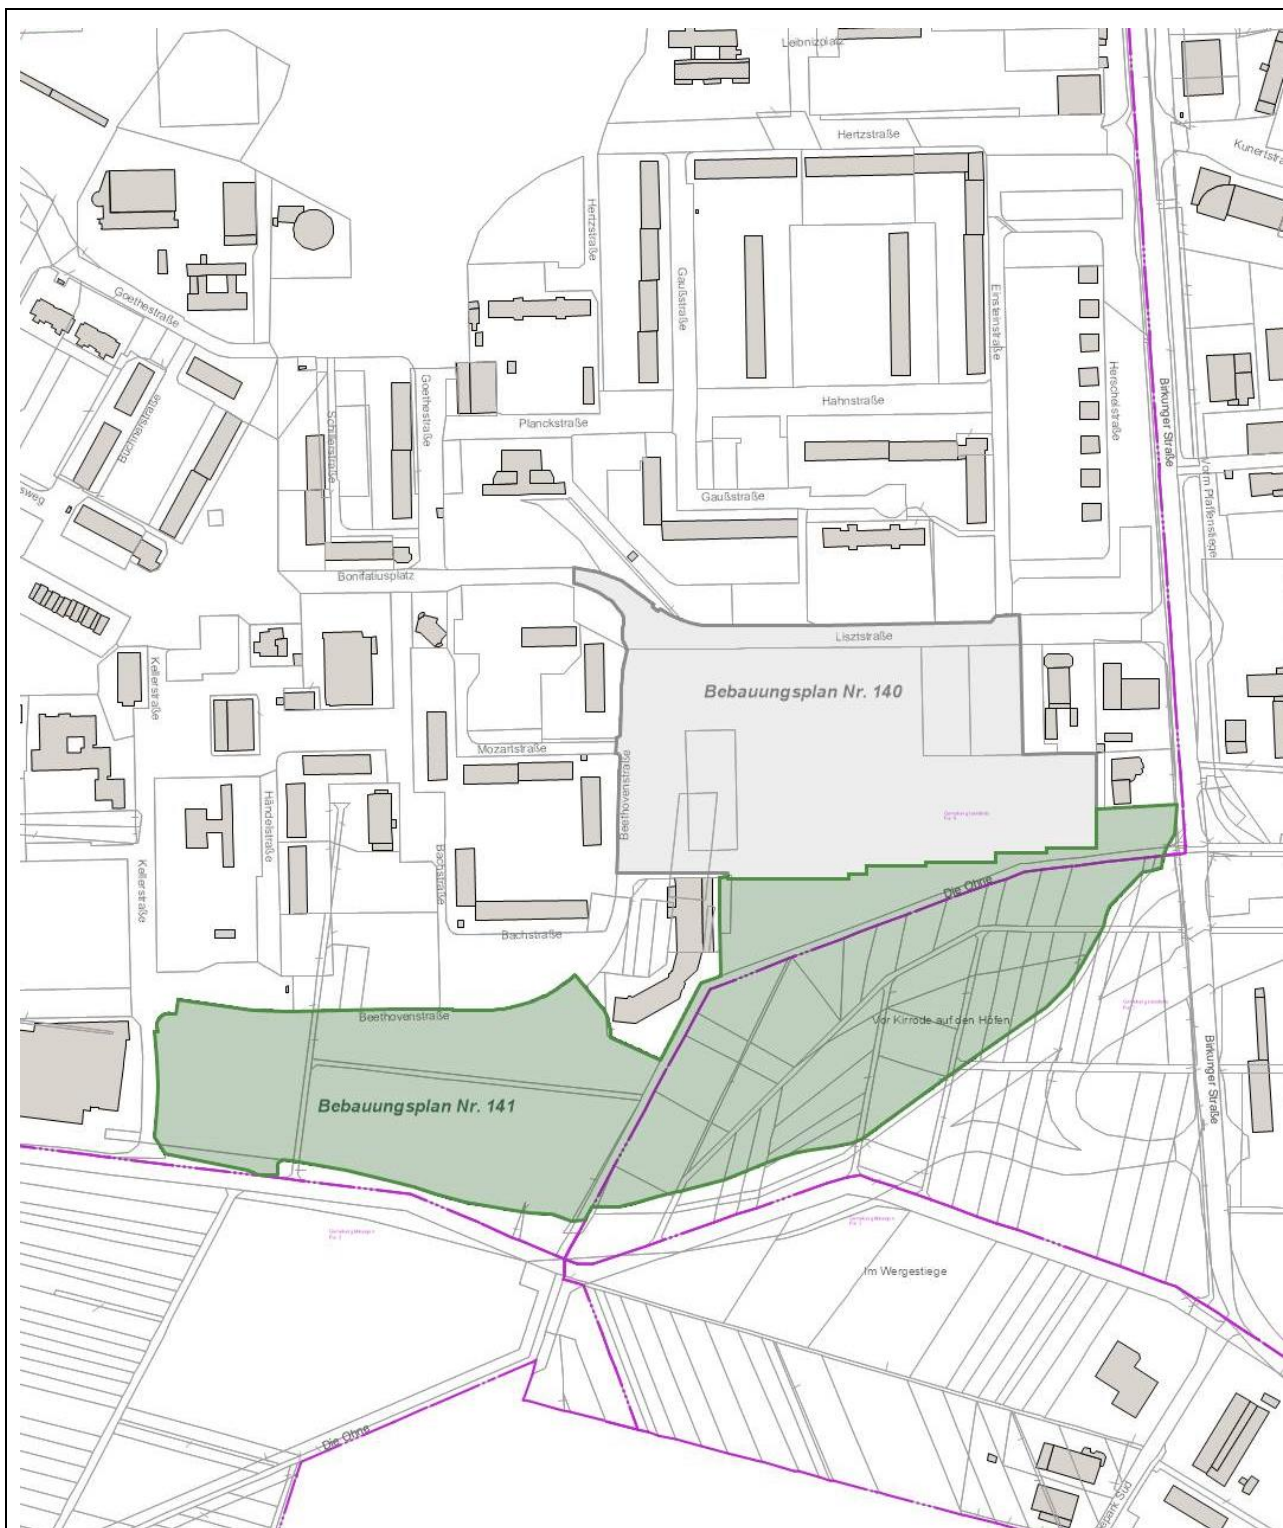 Leibnizplatz
Hertzstraße
Hertzstraße
Gaußstraße
Einsteinstraße
Herschelstraße
Birkunger Straße
Goethestraße
Goethestraße
Schillerstraße
Büchnerstraße
Planckstraße
Hahnstraße
Gaußstraße
Vorm Pfaffenstiege
Bonifatiusplatz
Lisztstraße
Kellerstraße
Bebauungsplan Nr. 140
Mozartstraße
Beethovenstraße
Händelstraße
Bachstraße
Kellerstraße
Bachstraße
Die Ohne
Vor Kirrode auf den Höfen
Beethovenstraße
Birkunger Straße
Bebauungsplan Nr. 141
Im Wergestiege
Die Ohne